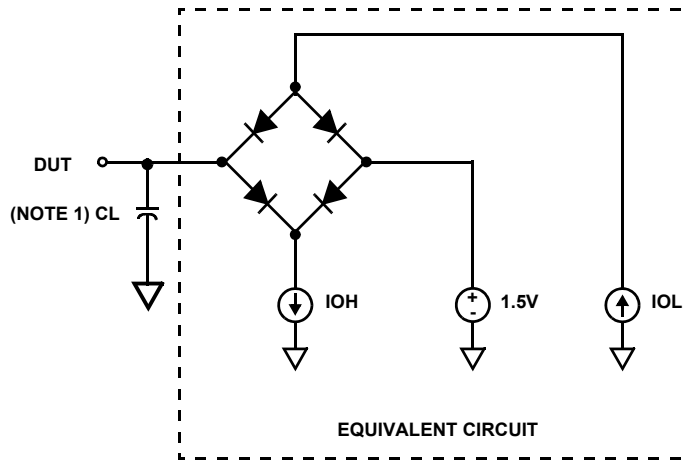 DUT
(NOTE 1) CL
IOH
+
-
1.5V
IOL
EQUIVALENT CIRCUIT